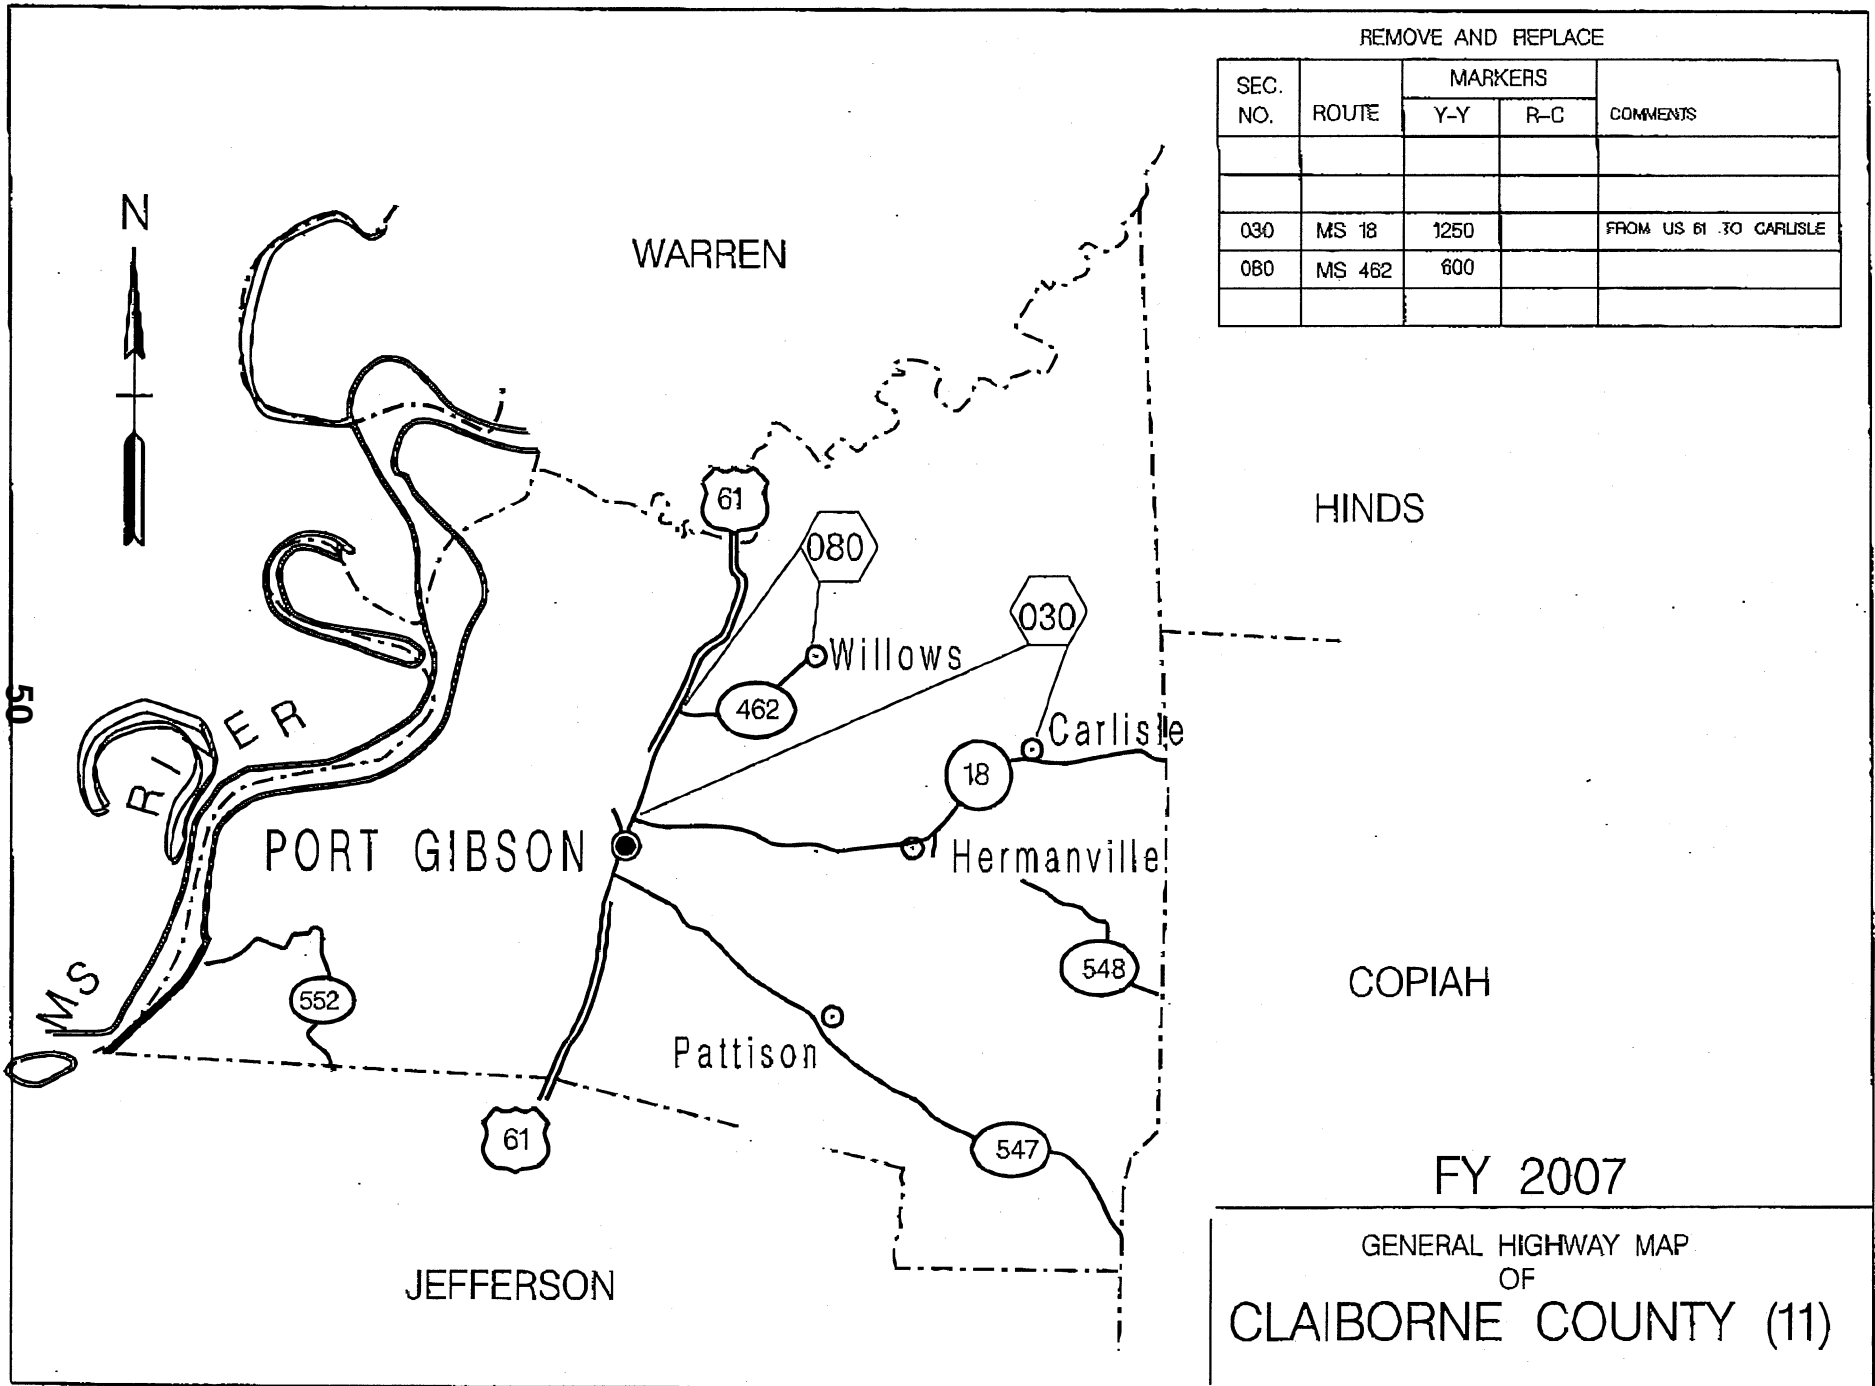 REMOVE AND REPLACE
SEC. NO. ROUTE MARKERS Y-Y R-C COMMENTS
030 MS 18 1250 FROM US 61 TO CARLISLE
080 MS 462 600
N
WARREN
HINDS
61
080
030
Willows
462
50
MS RIVER
Carlisle
18
PORT GIBSON
Hermanville
548
COPIAH
552
Pattison
61
547
FY 2007
JEFFERSON
GENERAL HIGHWAY MAP
OF
CLAIBORNE COUNTY (11)